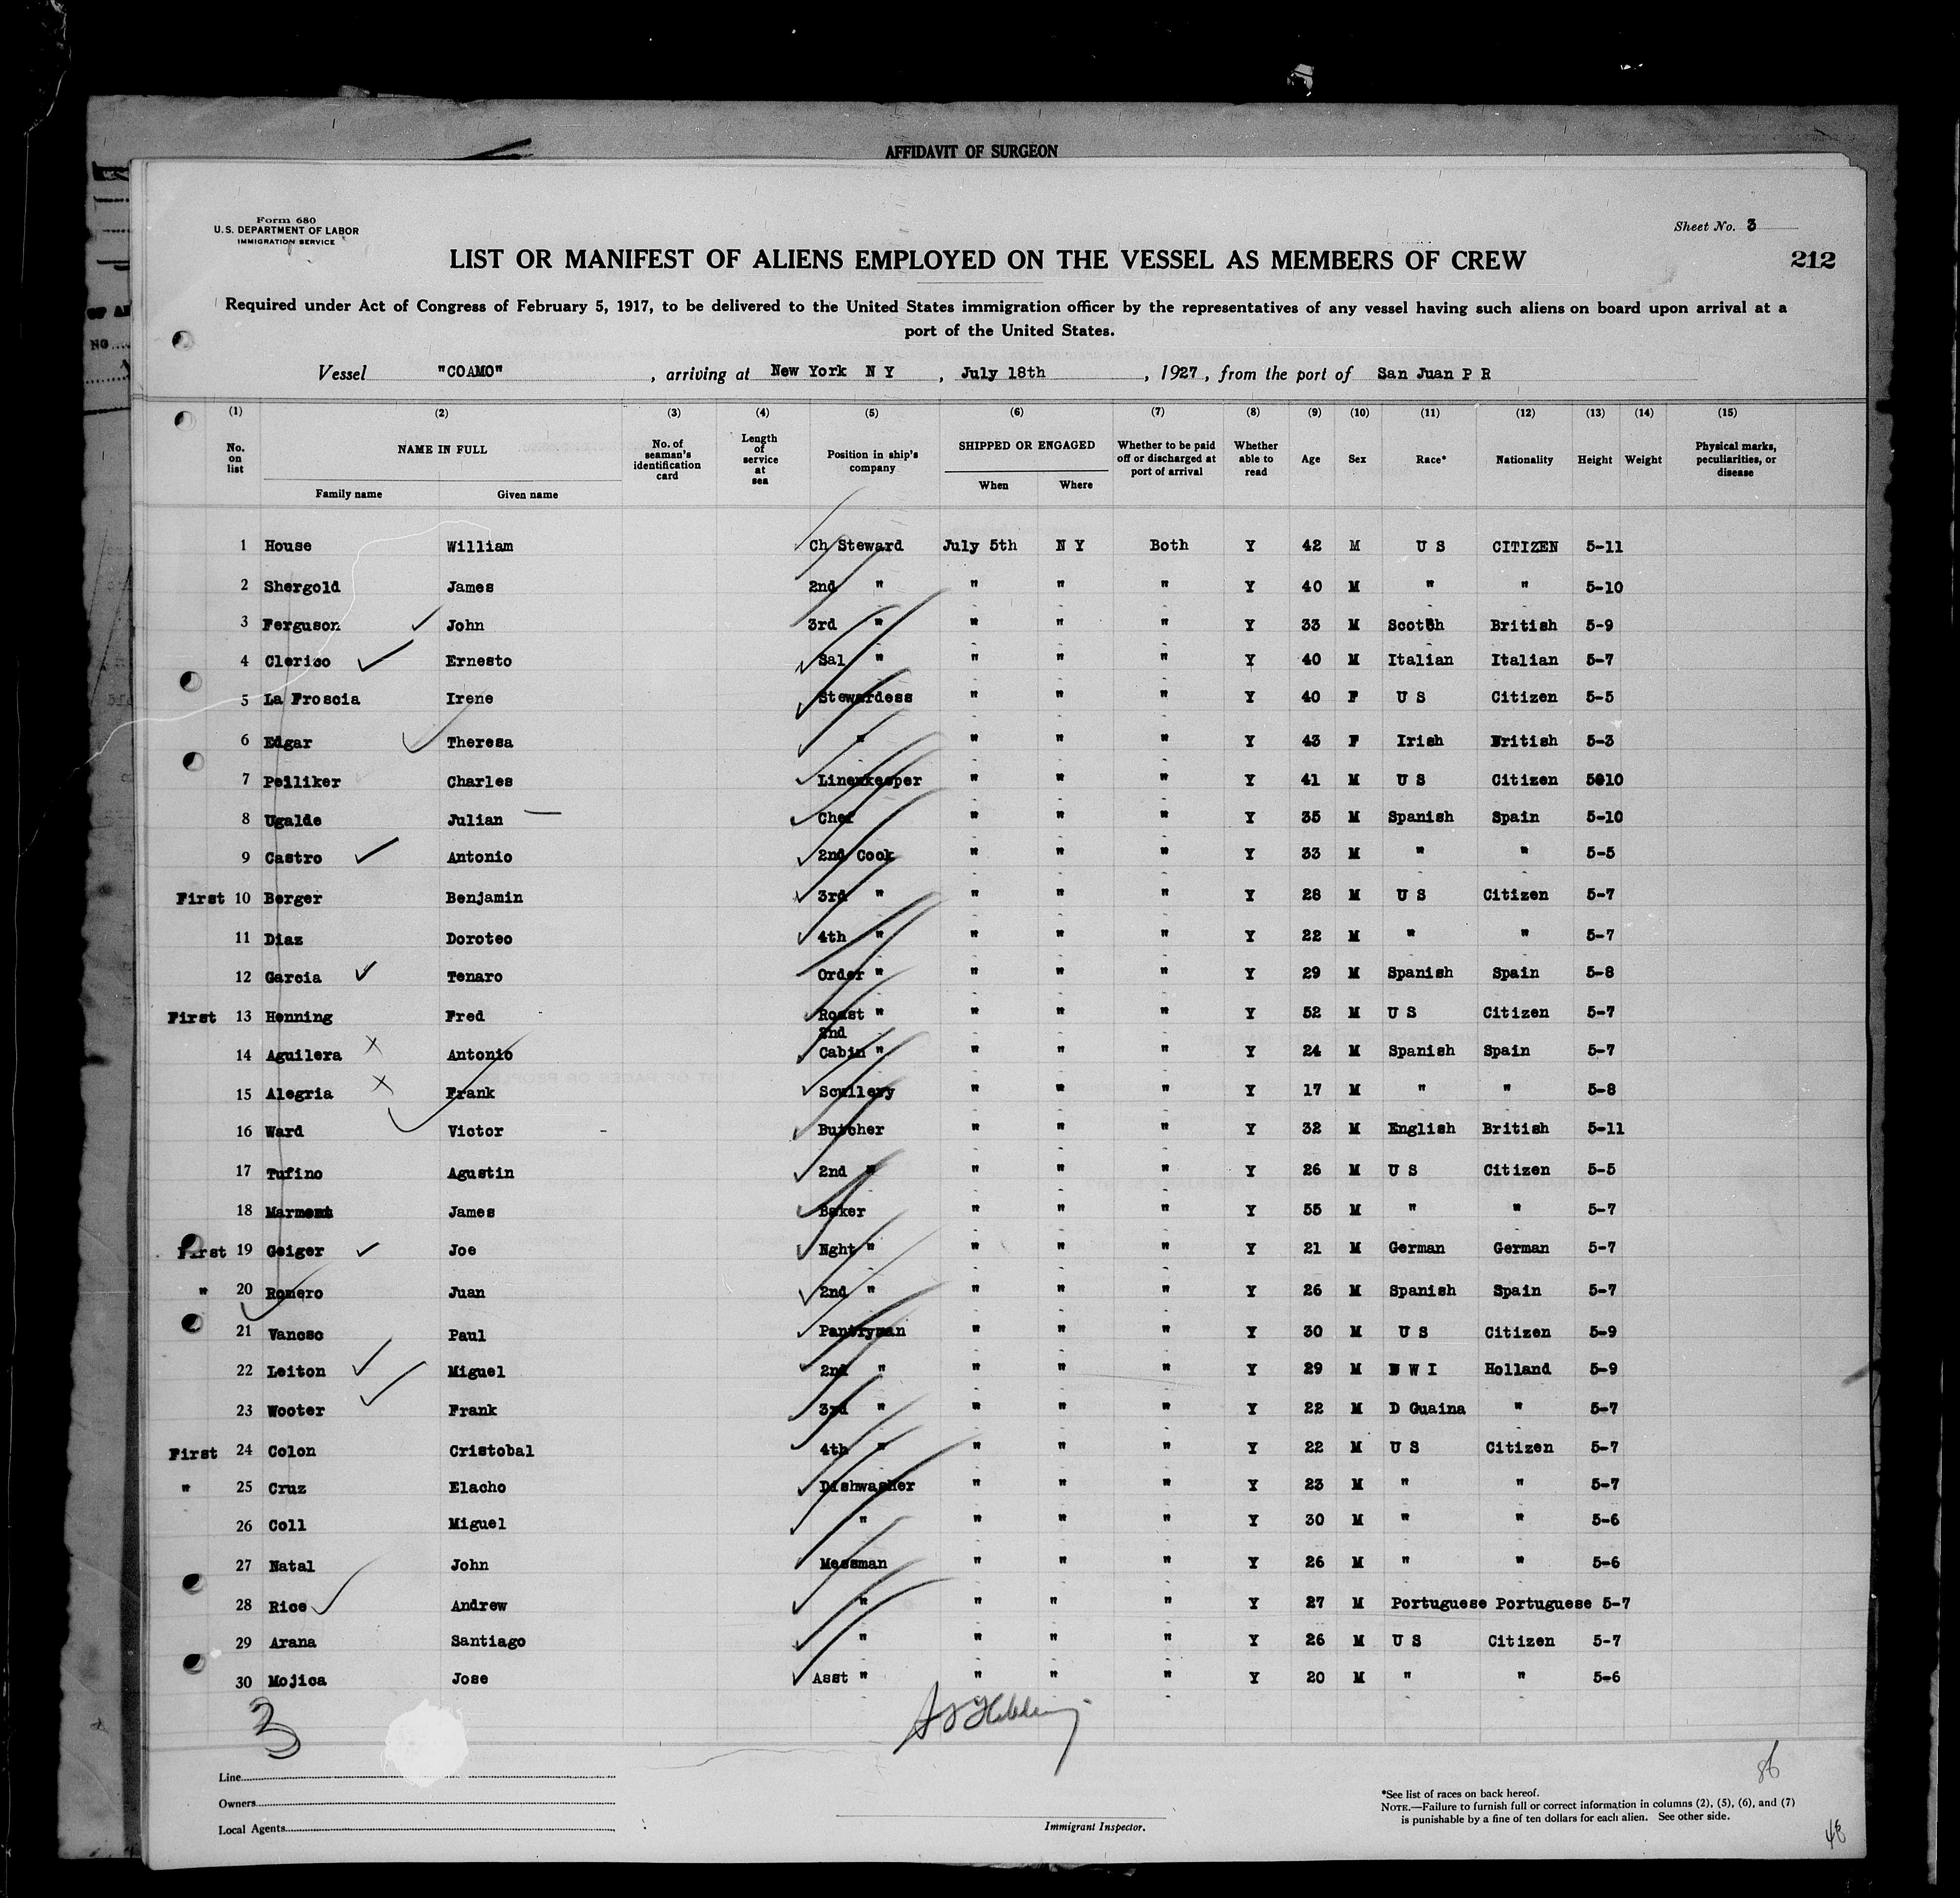 AFFIDAVIT OF SURGEON
Form 680
U.S. DEPARTMENT OF LABOR
IMMIGRATION SERVICE
Sheet No. 3
LIST OR MANIFEST OF ALIENS EMPLOYED ON THE VESSEL AS MEMBERS OF CREW
212
Required under Act of Congress of February 5, 1917, to be delivered to the United States immigration officer by the representatives of any vessel having such aliens on board upon arrival at a
port of the United States.
Vessel "COAMO", arriving at New York N Y, July 18th, 1927, from the port of San Juan P R
(1) (2) (3) (4) (5) (6) (7) (8) (9) (10) (11) (12) (13) (14) (15)
No. on list NAME IN FULL Family name Given name No. of seaman's identification card Length of service at sea Position in ship's company SHIPPED OR ENGAGED When Where Whether to be paid off or discharged at port of arrival Whether able to read Age Sex Race* Nationality Height Weight Physical marks, peculiarities, or disease
1 House William Ch Steward July 5th N Y Both Y 42 M U S CITIZEN 5-11
2 Shergold James 2nd " " " " Y 40 M " " 5-10
3 Ferguson John 3rd " " " " Y 33 M Scotch British 5-9
4 Clerico Ernesto Sal " " " " Y 40 M Italian Italian 5-7
5 La Froscia Irene Stewardess " " " Y 40 F U S Citizen 5-5
6 Edgar Theresa " " " " Y 43 F Irish British 5-3
7 Peiliker Charles Linenkeeper " " " Y 41 M U S Citizen 5-10
8 Ugalde Julian Chef " " " Y 35 M Spanish Spain 5-10
9 Castro Antonio 2nd Cook " " " Y 33 M " " 5-5
First 10 Berger Benjamin 3rd " " " " Y 28 M U S Citizen 5-7
11 Diaz Doroteo 4th " " " " Y 22 M " " 5-7
12 Garcia Tenaro Order " " " " Y 29 M Spanish Spain 5-8
First 13 Henning Fred Roast " " " " Y 52 M U S Citizen 5-7
2nd
14 Aguilera Antonio Cabin " " " " Y 24 M Spanish Spain 5-7
15 Alegria Frank Scullery " " " Y 17 M " " 5-8
16 Ward Victor Butcher " " " Y 32 M English British 5-11
17 Tufino Agustin 2nd " " " " Y 26 M U S Citizen 5-5
18 James Baker " " " Y 55 M " " 5-7
First 19 Geiger Joe Nght " " " " Y 21 M German German 5-7
" 20 Romero Juan 2nd " " " " Y 26 M Spanish Spain 5-7
21 Vancso Paul Pantryman " " " Y 30 M U S Citizen 5-9
22 Leiton Miguel 2nd " " " " Y 29 M D W I Holland 5-9
23 Wooter Frank 3rd " " " " Y 22 M D Guaina " 5-7
First 24 Colon Cristobal 4th " " " " Y 22 M U S Citizen 5-7
" 25 Cruz Elacho Dishwasher " " " Y 23 M " " 5-7
26 Coll Miguel " " " " Y 30 M " " 5-6
27 Natal John Messman " " " Y 26 M " " 5-6
28 Rice Andrew " " " " Y 27 M Portuguese Portuguese 5-7
29 Arana Santiago " " " " Y 26 M U S Citizen 5-7
30 Mojica Jose Asst " " " " Y 20 M " " 5-6
3
86
Line
Owners
Local Agents
Immigrant Inspector.
*See list of races on back hereof.
NOTE.—Failure to furnish full or correct information in columns (2), (5), (6), and (7)
is punishable by a fine of ten dollars for each alien. See other side.
48